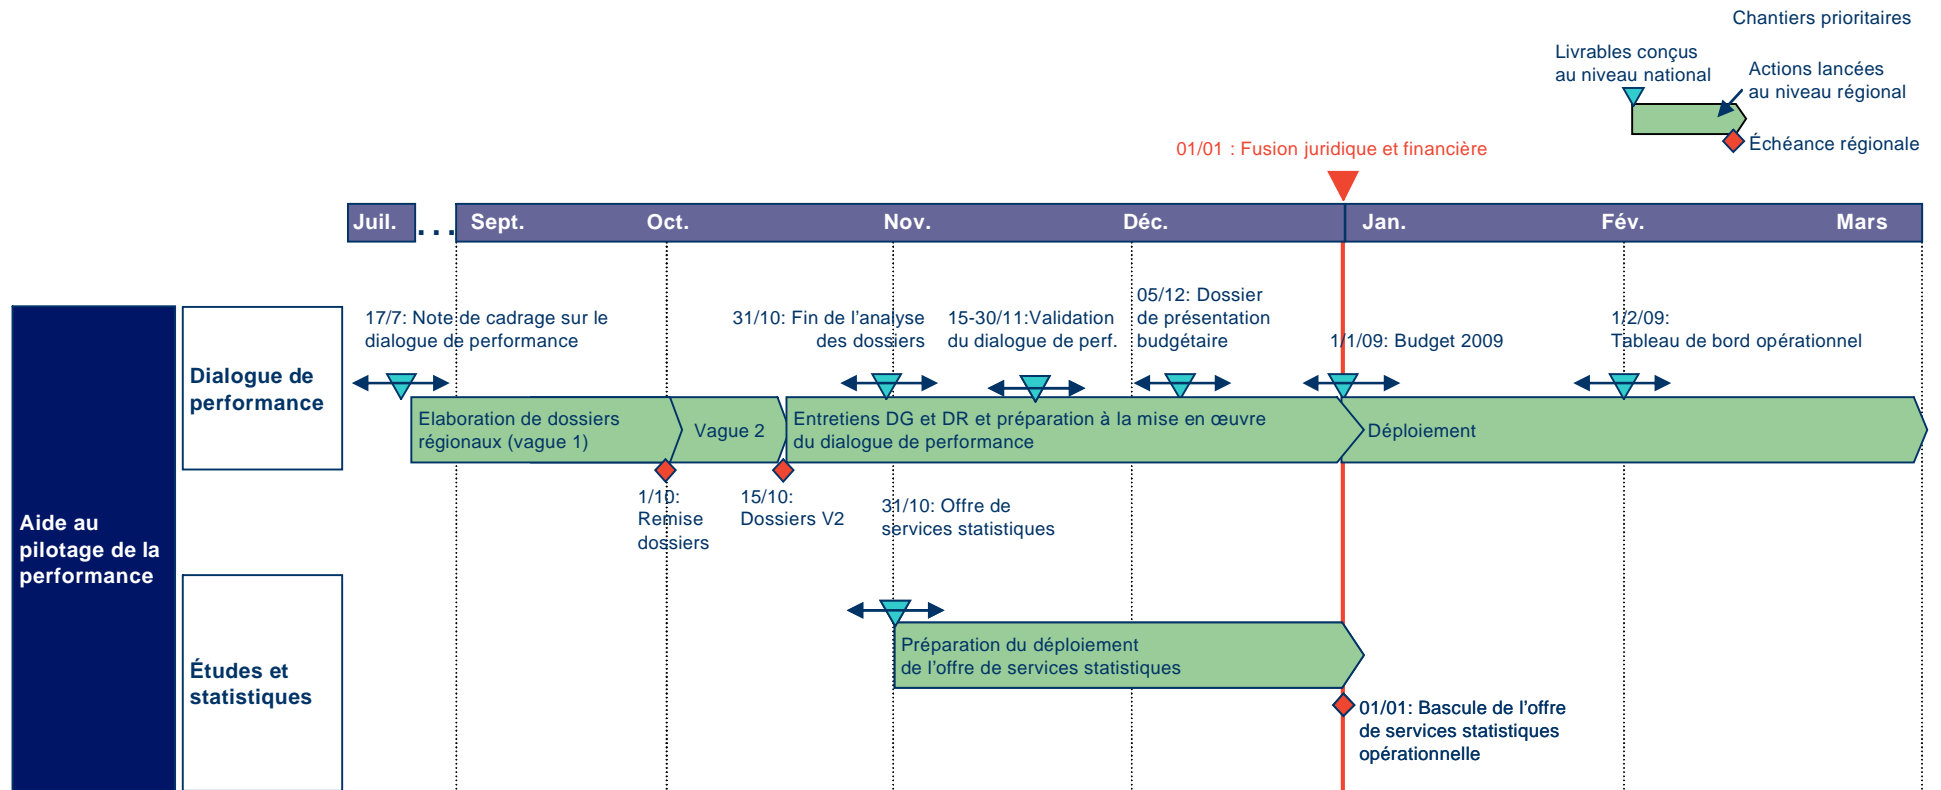 Chantiers prioritaires
Livrables conçus
au niveau national
Actions lancées
au niveau régional
Échéance régionale
01/01 : Fusion juridique et financière
Juil.
...
Sept.
Oct.
Nov.
Déc.
Jan.
Fév.
Mars
Aide au
pilotage de la
performance
Dialogue de
performance
17/7: Note de cadrage sur le
dialogue de performance
31/10: Fin de l’analyse
des dossiers
15-30/11:Validation
du dialogue de perf.
05/12: Dossier
de présentation
budgétaire
1/1/09: Budget 2009
1/2/09:
Tableau de bord opérationnel
Elaboration de dossiers
régionaux (vague 1)
Vague 2
Entretiens DG et DR et préparation à la mise en œuvre
du dialogue de performance
Déploiement
1/10:
Remise
dossiers
15/10:
Dossiers V2
31/10: Offre de
services statistiques
Études et
statistiques
Préparation du déploiement
de l’offre de services statistiques
01/01: Bascule de l’offre
de services statistiques
opérationnelle